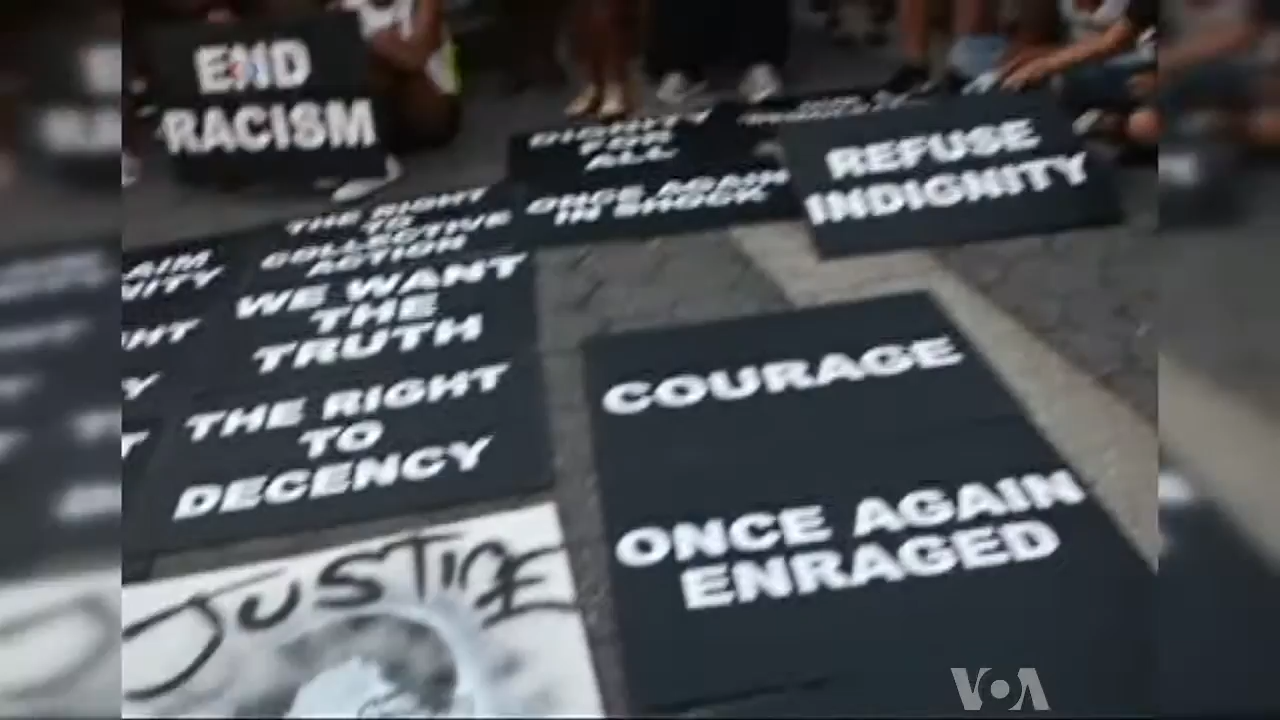 END
RACISM
DIGNITY
FOR
ALL
ONCE AGAIN
IN SHOCK
REFUSE
INDIGNITY
THE RIGHT
TO
COLLECTIVE
ACTION
WE WANT
THE
TRUTH
THE RIGHT
TO
DECENCY
COURAGE
ONCE AGAIN
ENRAGED
JUSTICE
VOA